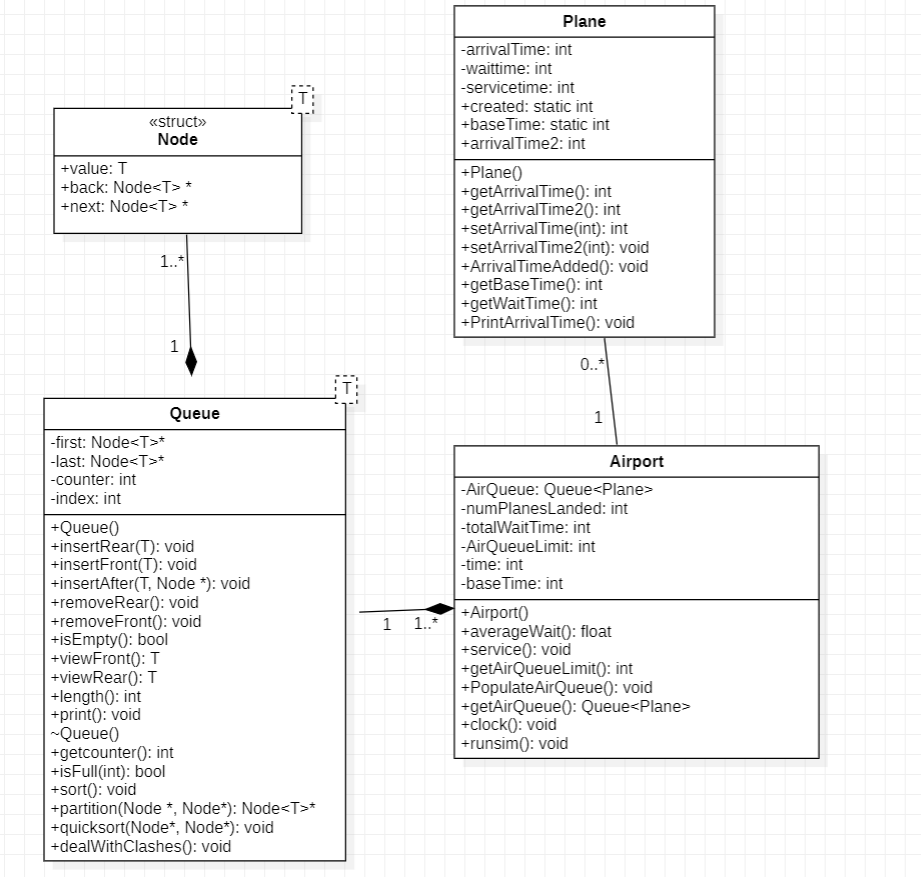 T
«struct»
Node
+value: T
+back: Node<T> *
+next: Node<T> *
1..*
1
T
Queue
-first: Node<T>*
-last: Node<T>*
-counter: int
-index: int
+Queue()
+insertRear(T): void
+insertFront(T): void
+insertAfter(T, Node *): void
+removeRear(): void
+removeFront(): void
+isEmpty(): bool
+viewFront(): T
+viewRear(): T
+length(): int
+print(): void
~Queue()
+getcounter(): int
+isFull(int): bool
+sort(): void
+partition(Node *, Node*): Node<T>*
+quicksort(Node*, Node*): void
+dealWithClashes(): void
Plane
-arrivalTime: int
-waittime: int
-servicetime: int
+created: static int
+baseTime: static int
+arrivalTime2: int
+Plane()
+getArrivalTime(): int
+getArrivalTime2(): int
+setArrivalTime(int): int
+setArrivalTime2(int): void
+ArrivalTimeAdded(): void
+getBaseTime(): int
+getWaitTime(): int
+PrintArrivalTime(): void
0..*
1
Airport
-AirQueue: Queue<Plane>
-numPlanesLanded: int
-totalWaitTime: int
-AirQueueLimit: int
-time: int
-baseTime: int
+Airport()
+averageWait(): float
+service(): void
+getAirQueueLimit(): int
+PopulateAirQueue(): void
+getAirQueue(): Queue<Plane>
+clock(): void
+runsim(): void
1 1..*